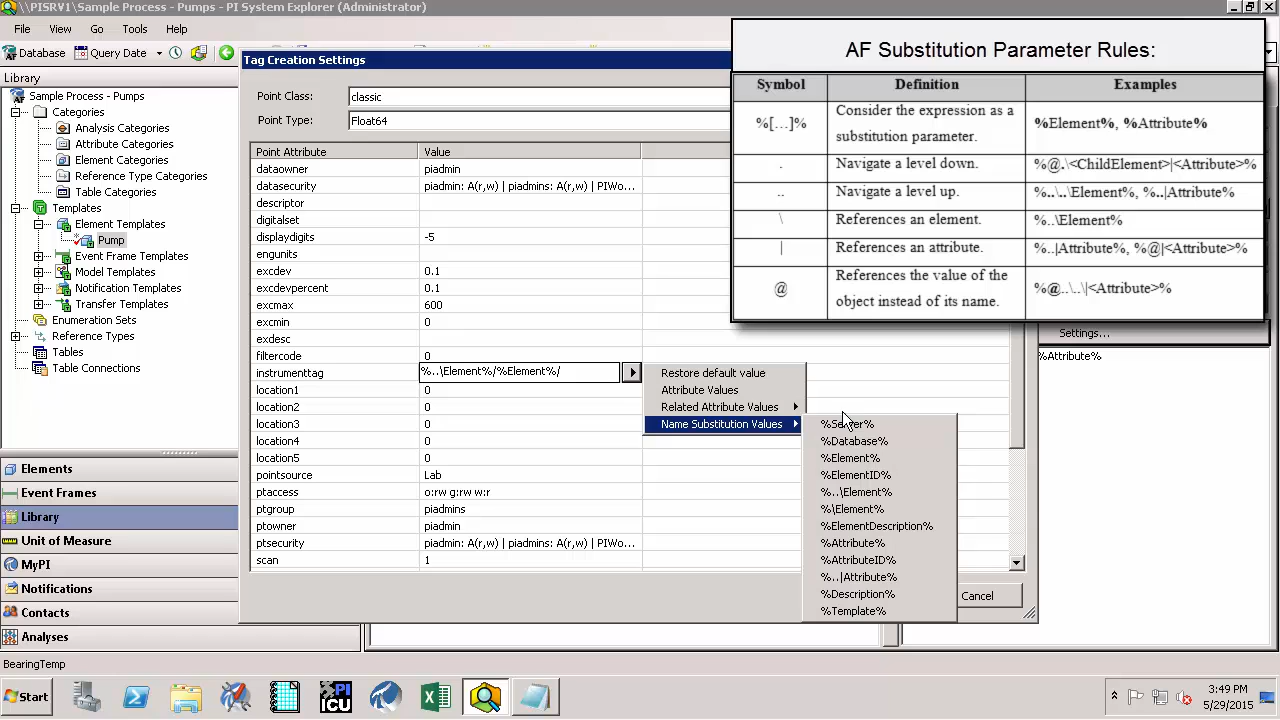 \\PISRV1\Sample Process - Pumps - PI System Explorer (Administrator)
File View Go Tools Help
Database Query Date
Library
Sample Process - Pumps
Categories
Analysis Categories
Attribute Categories
Element Categories
Reference Type Categories
Table Categories
Templates
Element Templates
Pump
Event Frame Templates
Model Templates
Notification Templates
Transfer Templates
Enumeration Sets
Reference Types
Tables
Table Connections
Elements
Event Frames
Library
Unit of Measure
MyPI
Notifications
Contacts
Analyses
BearingTemp
Tag Creation Settings
Point Class: classic
Point Type: Float64
Point Attribute Value
dataowner piadmin
datasecurity piadmin: A(r,w) | piadmins: A(r,w) | PIWo...
descriptor
digitalset
displaydigits -5
engunits
excdev 0.1
excdevpercent 0.1
excmax 600
excmin 0
exdesc
filtercode 0
instrumenttag %..\Element%/%Element%/
location1 0
location2 0
location3 0
location4 0
location5 0
pointsource Lab
ptaccess o:rw g:rw w:r
ptgroup piadmins
ptowner piadmin
ptsecurity piadmin: A(r,w) | piadmins: A(r,w) | PIWo...
scan 1
Restore default value
Attribute Values
Related Attribute Values
Name Substitution Values
%Server%
%Database%
%Element%
%ElementID%
%..\Element%
%\Element%
%ElementDescription%
%Attribute%
%AttributeID%
%..|Attribute%
%Description%
%Template%
Cancel
Settings...
%Attribute%
AF Substitution Parameter Rules:
Symbol Definition Examples
%[…]% Consider the expression as a substitution parameter. %Element%, %Attribute%
. Navigate a level down. %@.\<ChildElement>|<Attribute>%
.. Navigate a level up. %..\..\Element%, %..|Attribute%
\ References an element. %..\Element%
| References an attribute. %..|Attribute%, %@|<Attribute>%
@ References the value of the object instead of its name. %@..\..\|<Attribute>%
Start
PI
ICU
3:49 PM
5/29/2015